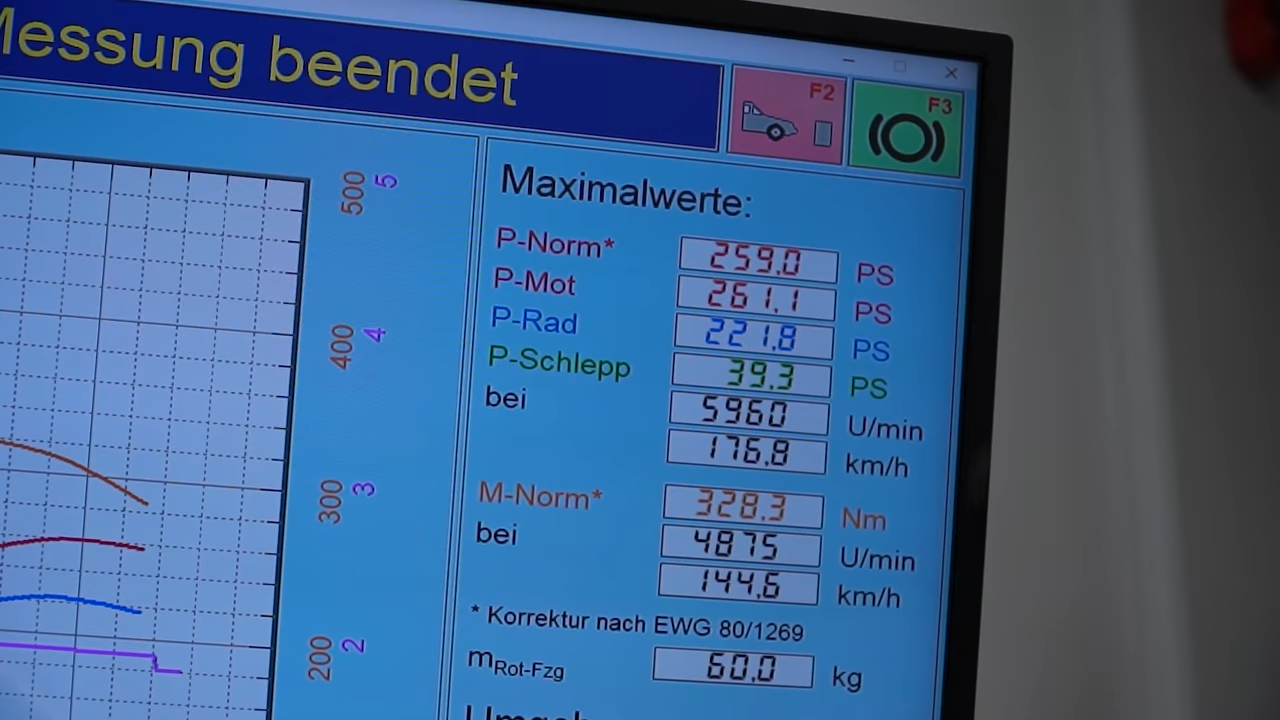 Messung beendet
F2
F3
500 5
400 4
300 3
200 2
Maximalwerte:
P-Norm* 259.0 PS
P-Mot 261.1 PS
P-Rad 221.8 PS
P-Schlepp 39.3 PS
bei 5960 U/min
176.8 km/h
M-Norm* 328.3 Nm
bei 4875 U/min
144.6 km/h
* Korrektur nach EWG 80/1269
mRot-Fzg 60.0 kg